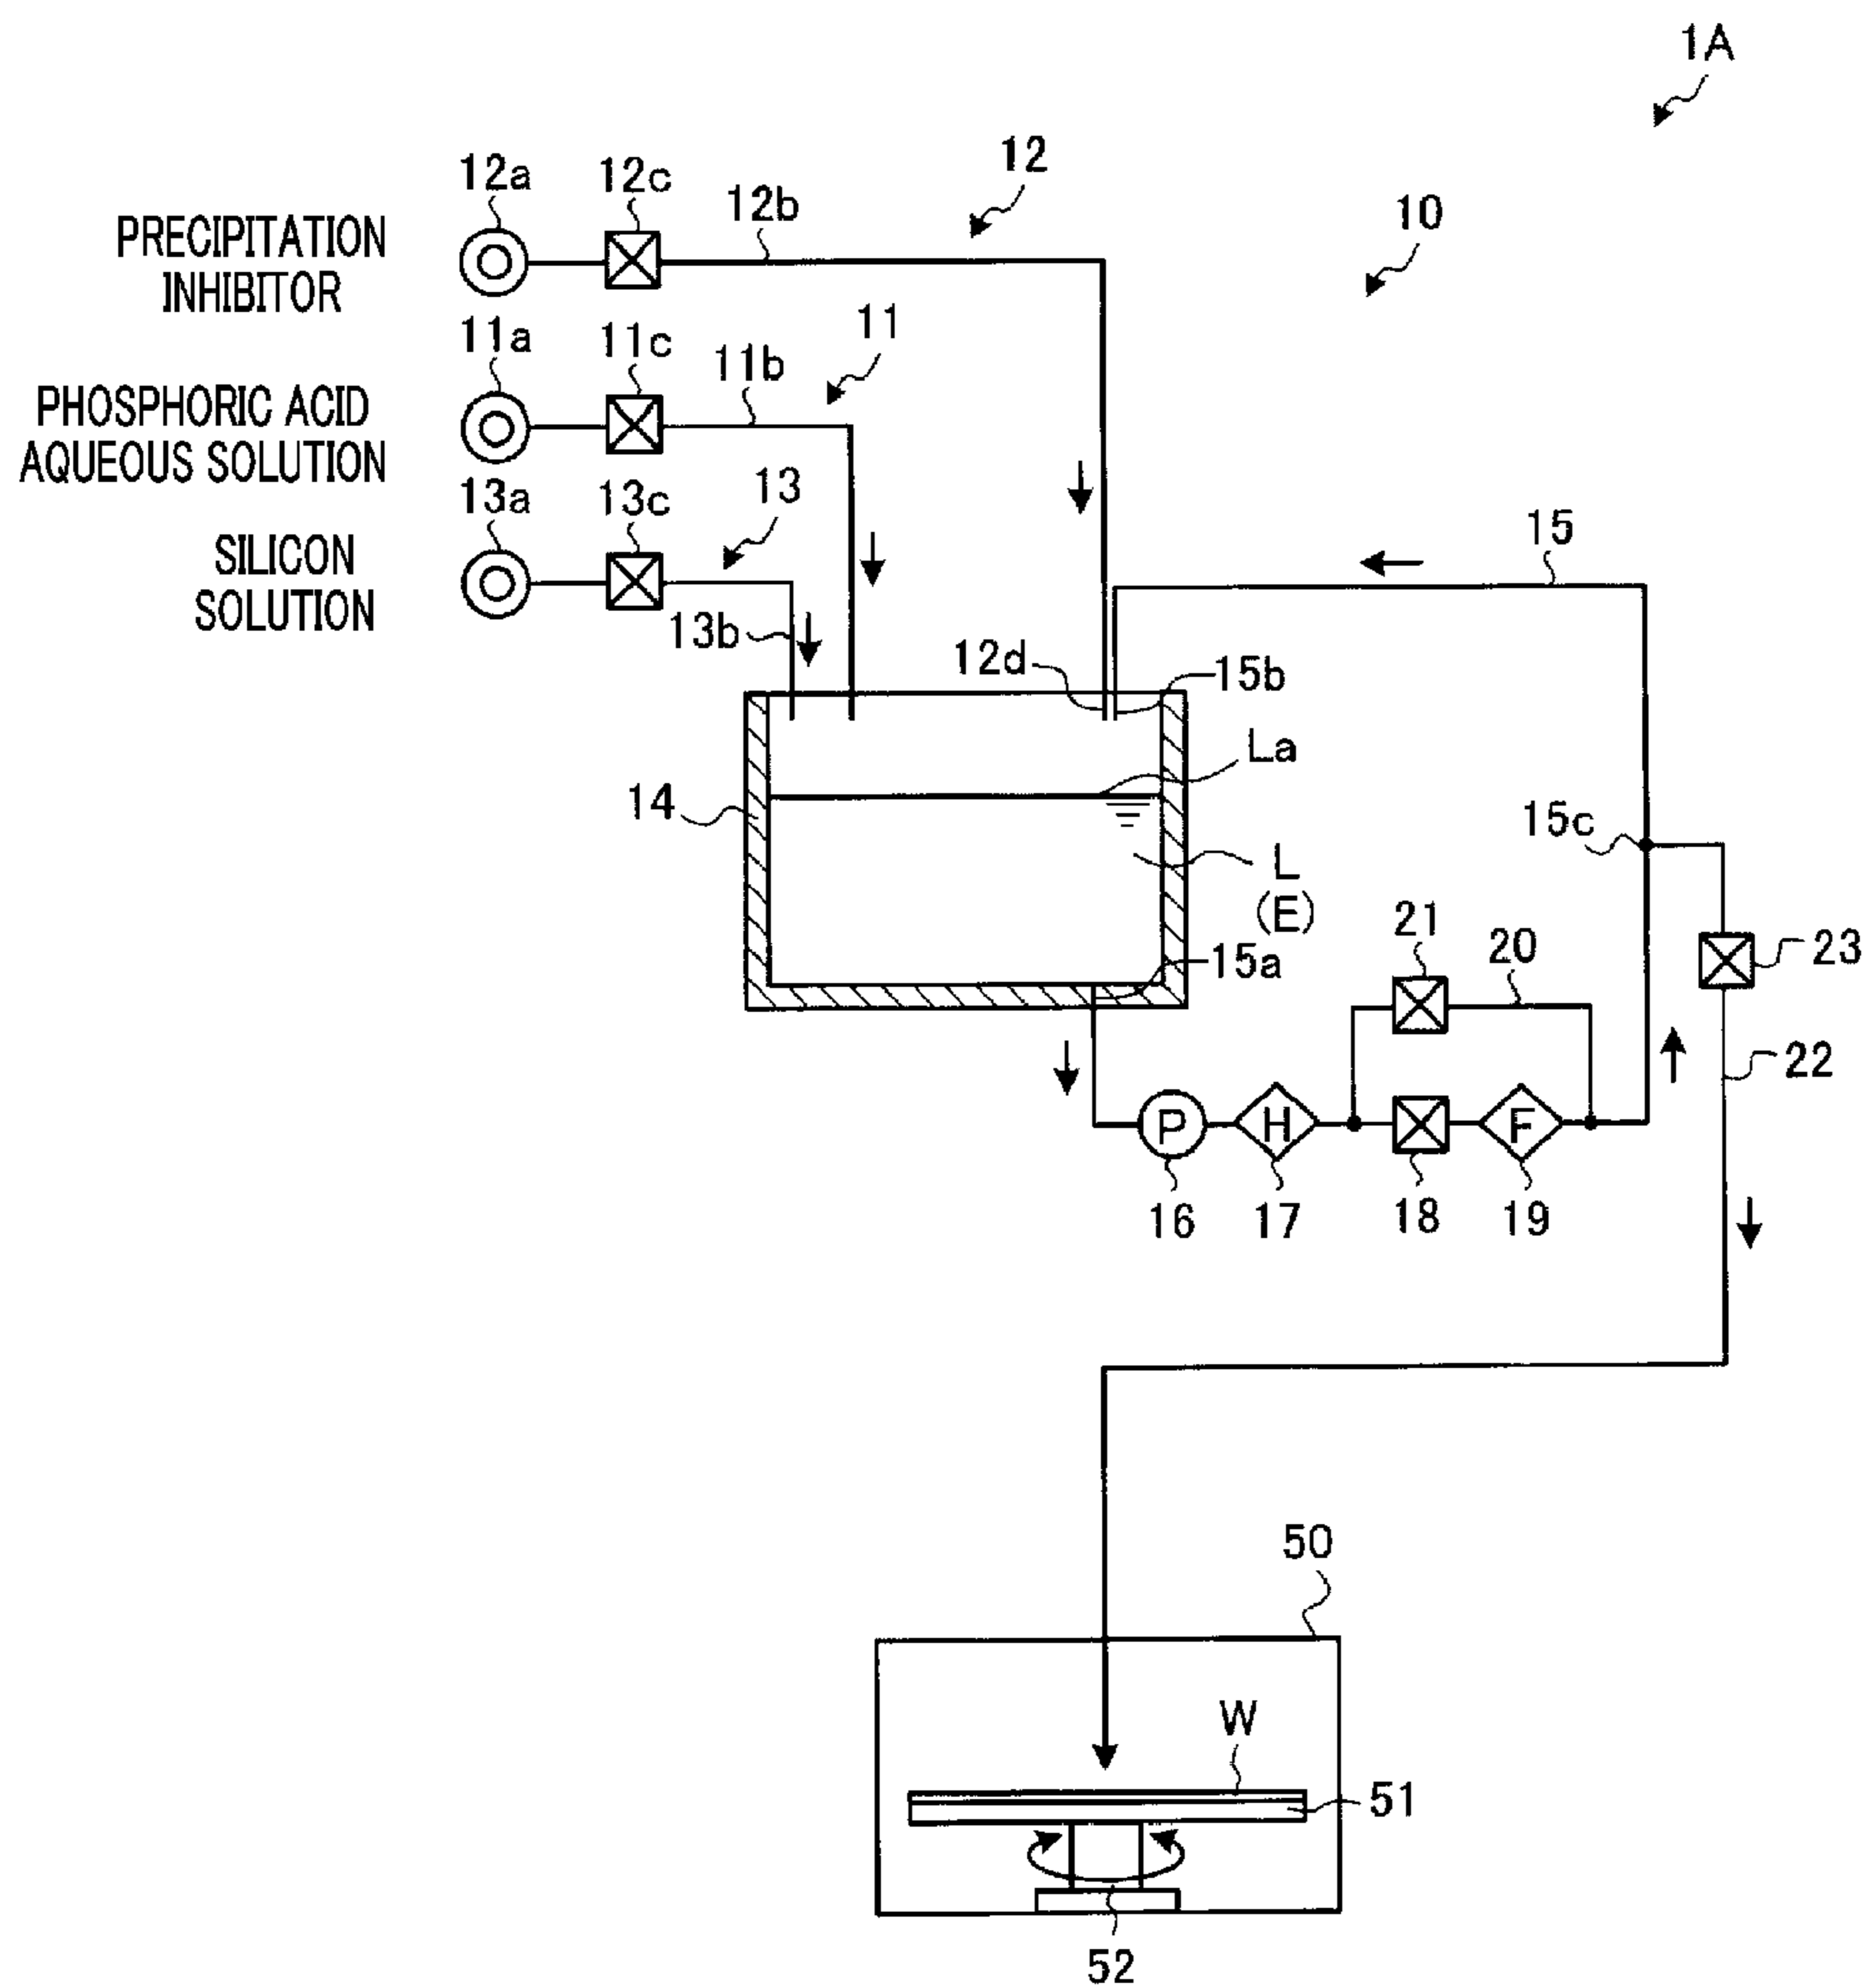 1A
12
12a
12c
12b
10
PRECIPITATION
INHIBITOR
11a
11c
11b
11
PHOSPHORIC ACID
AQUEOUS SOLUTION
13a
13c
13
SILICON
SOLUTION
15
13b
12d
15b
La
14
15c
L
(E)
21
20
23
15a
22
P
H
F
16
17
18
19
50
W
51
52